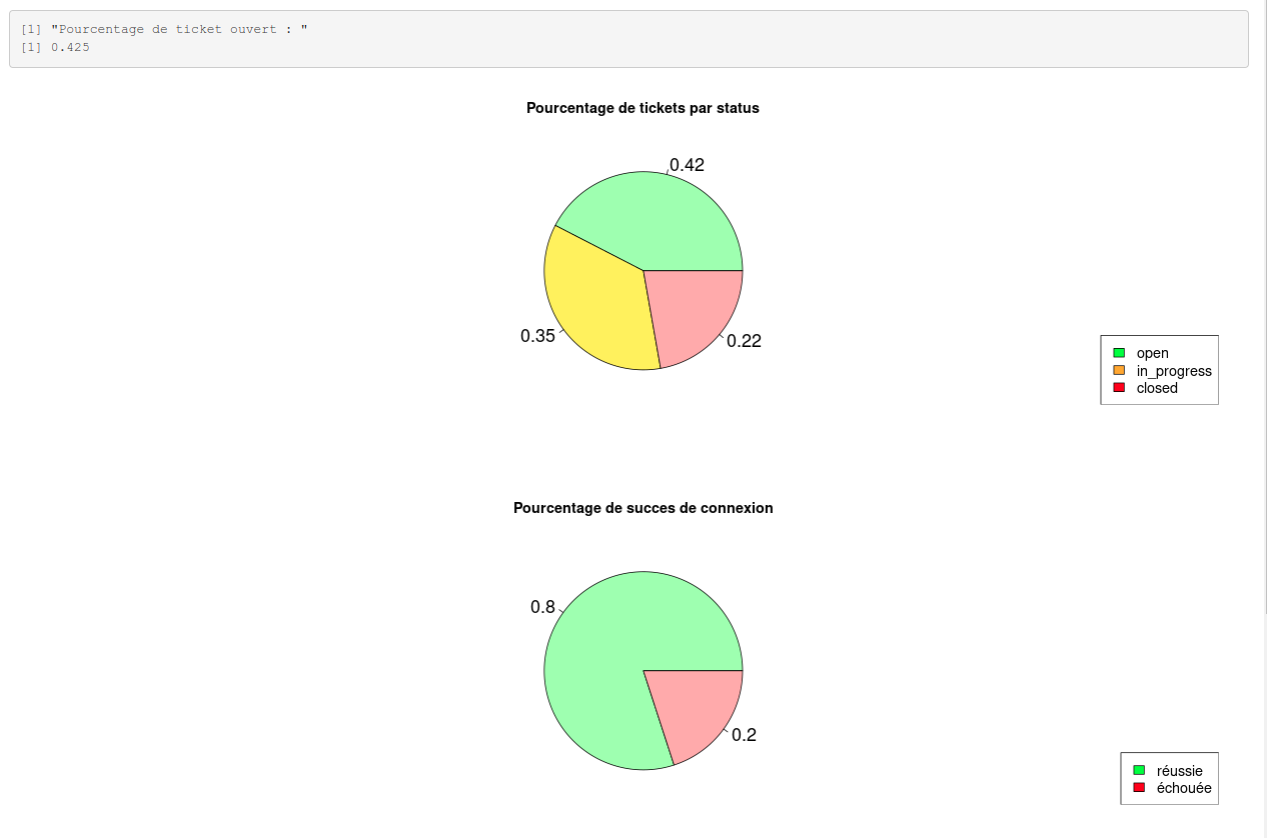 [1] "Pourcentage de ticket ouvert : "
[1] 0.425
Pourcentage de tickets par status
0.42
0.35
0.22
open
in_progress
closed
Pourcentage de succes de connexion
0.8
0.2
réussie
échouée